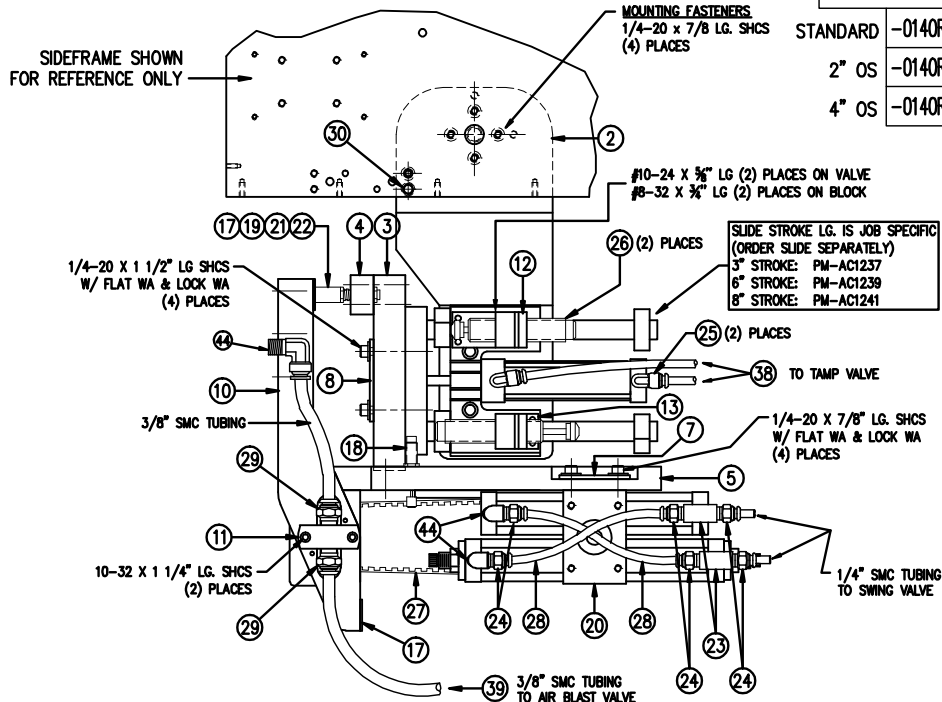 MOUNTING FASTENERS
1/4-20 x 7/8 LG. SHCS
(4) PLACES
STANDARD -0140R
2" OS -0140R
4" OS -0140R
SIDEFRAME SHOWN
FOR REFERENCE ONLY
30
2
#10-24 X 5/8" LG (2) PLACES ON VALVE
#8-32 X 3/4" LG (2) PLACES ON BLOCK
17 19 21 22
4
3
12
26 (2) PLACES
SLIDE STROKE LG. IS JOB SPECIFIC
(ORDER SLIDE SEPARATELY)
3" STROKE: PM-AC1237
6" STROKE: PM-AC1239
8" STROKE: PM-AC1241
1/4-20 X 1 1/2" LG SHCS
W/ FLAT WA & LOCK WA
(4) PLACES
44
25 (2) PLACES
38 TO TAMP VALVE
10
8
13
3/8" SMC TUBING
18
7
1/4-20 X 7/8" LG. SHCS
W/ FLAT WA & LOCK WA
(4) PLACES
5
29
11
44
10-32 X 1 1/4" LG. SHCS
(2) PLACES
29
27
17
24
28
20
28
24
23
24
1/4" SMC TUBING
TO SWING VALVE
39 3/8" SMC TUBING
TO AIR BLAST VALVE